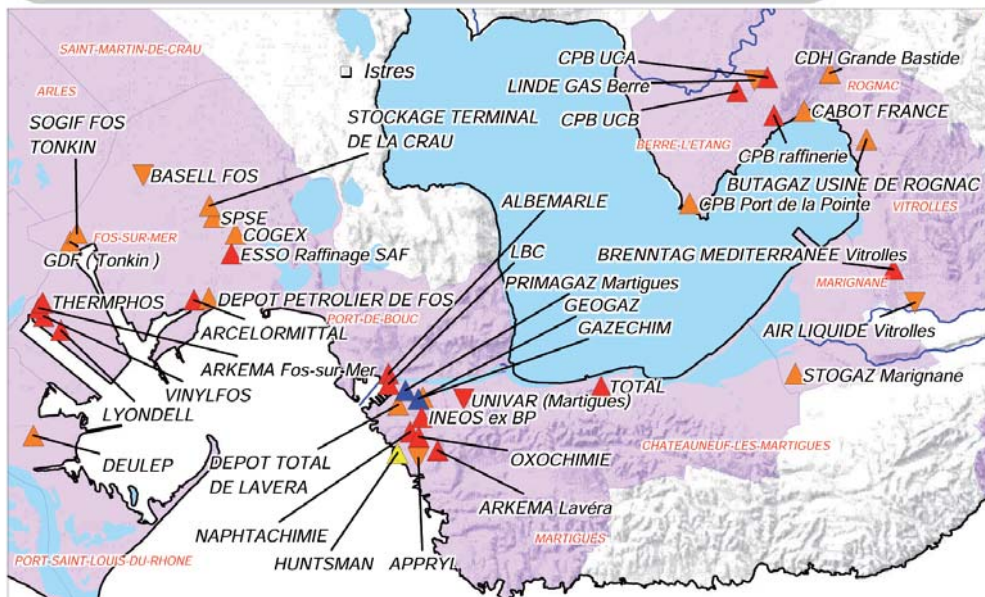 SAINT-MARTIN-DE-CRAU
ARLES
Istres
SOGIF FOS
TONKIN
STOCKAGE TERMINAL
DE LA CRAU
BASELL FOS
SPSE
COGEX
FOS-SUR-MER
GDF ( Tonkin )
ESSO Raffinage SAF
THERMPHOS
DEPOT PETROLIER DE FOS
PORT-DE-BOUC
ARCELORMITTAL
ARKEMA Fos-sur-Mer
VINYLFOS
LYONDELL
DEULEP
PORT-SAINT-LOUIS-DU-RHONE
CPB UCA
LINDE GAS Berre
CPB UCB
CDH Grande Bastide
ROGNAC
CABOT FRANCE
BERRE-L'ETANG
CPB raffinerie
BUTAGAZ USINE DE ROGNAC
CPB Port de la Pointe
VITROLLES
ALBEMARLE
LBC
PRIMAGAZ Martigues
GEOGAZ
GAZECHIM
BRENNTAG MEDITERRANEE Vitrolles
MARIGNANE
AIR LIQUIDE Vitrolles
STOGAZ Marignane
TOTAL
UNIVAR (Martigues)
INEOS ex BP
CHATEAUNEUF-LES-MARTIGUES
OXOCHIMIE
DEPOT TOTAL
DE LAVERA
ARKEMA Lavéra
NAPHTACHIMIE
HUNTSMAN
APPRYL
MARTIGUES